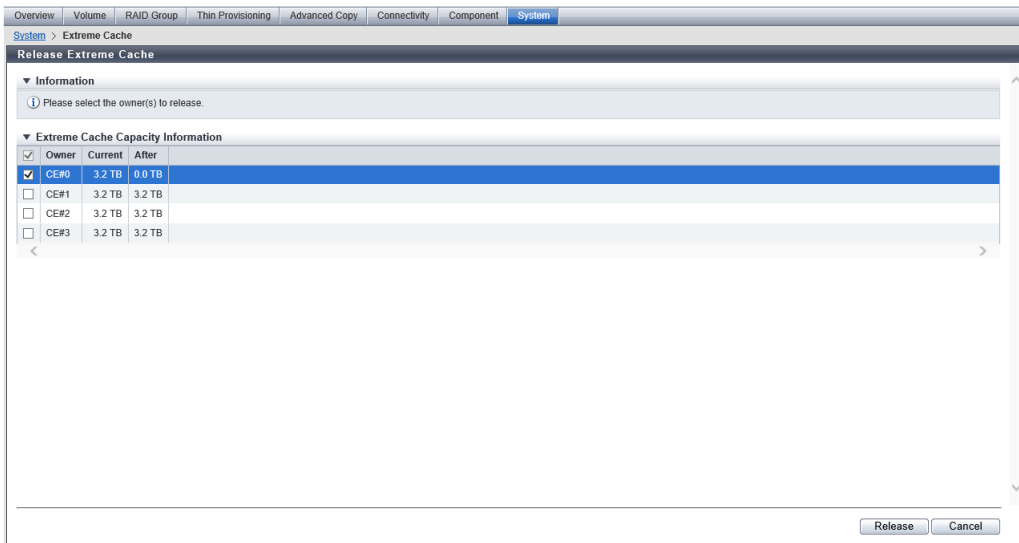 Overview Volume RAID Group Thin Provisioning Advanced Copy Connectivity Component System
System > Extreme Cache
Release Extreme Cache
Information
Please select the owner(s) to release.
Extreme Cache Capacity Information
Owner Current After
CE#0 3.2 TB 0.0 TB
CE#1 3.2 TB 3.2 TB
CE#2 3.2 TB 3.2 TB
CE#3 3.2 TB 3.2 TB
Release Cancel